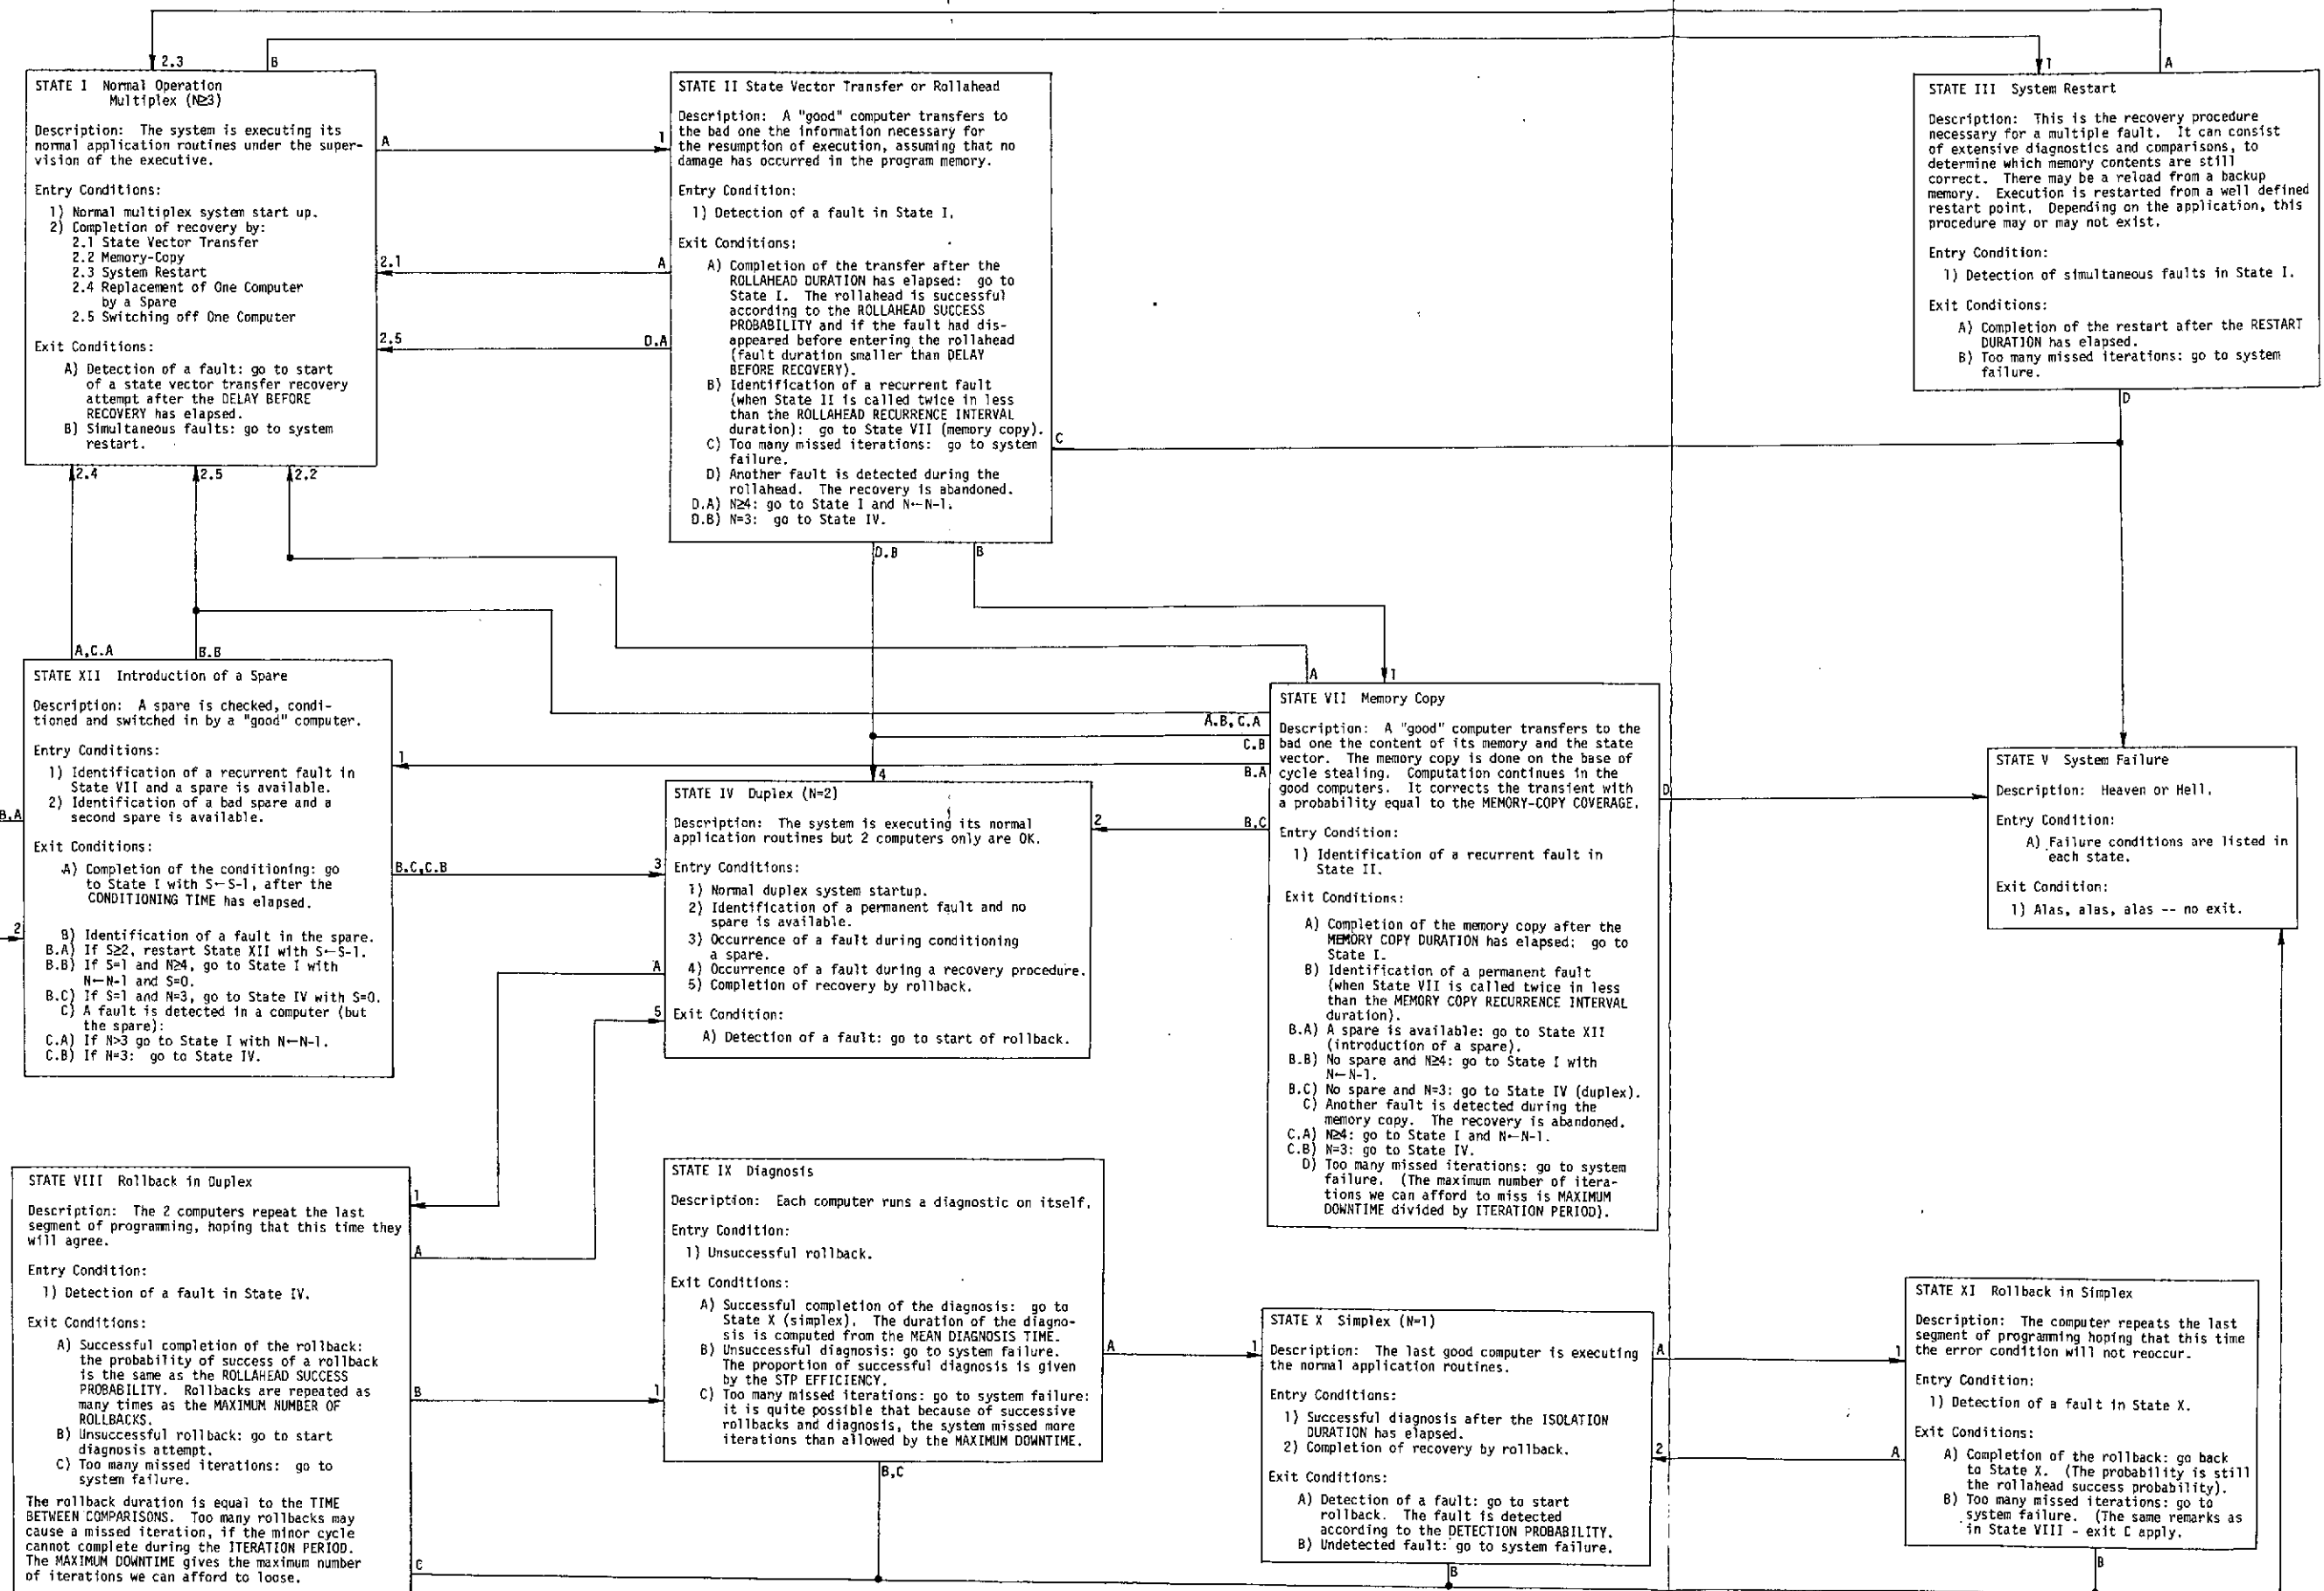 2.3
B
1
A
STATE I Normal Operation
Multiplex (N≥3)
Description: The system is executing its
normal application routines under the super-
vision of the executive.
Entry Conditions:
1) Normal multiplex system start up.
2) Completion of recovery by:
2.1 State Vector Transfer
2.2 Memory-Copy
2.3 System Restart
2.4 Replacement of One Computer
by a Spare
2.5 Switching off One Computer
Exit Conditions:
A) Detection of a fault: go to start
of a state vector transfer recovery
attempt after the DELAY BEFORE
RECOVERY has elapsed.
B) Simultaneous faults: go to system
restart.
A
1
2.1
A
2.5
D.A
2.4
2.5
2.2
STATE II State Vector Transfer or Rollahead
Description: A "good" computer transfers to
the bad one the information necessary for
the resumption of execution, assuming that no
damage has occurred in the program memory.
Entry Condition:
1) Detection of a fault in State I.
Exit Conditions:
A) Completion of the transfer after the
ROLLAHEAD DURATION has elapsed: go to
State I. The rollahead is successful
according to the ROLLAHEAD SUCCESS
PROBABILITY and if the fault had dis-
appeared before entering the rollahead
(fault duration smaller than DELAY
BEFORE RECOVERY).
B) Identification of a recurrent fault
(when State II is called twice in less
than the ROLLAHEAD RECURRENCE INTERVAL
duration): go to State VII (memory copy).
C) Too many missed iterations: go to system
failure.
D) Another fault is detected during the
rollahead. The recovery is abandoned.
D.A) N≥4: go to State I and N←N-1.
D.B) N=3: go to State IV.
C
D.B
B
STATE III System Restart
Description: This is the recovery procedure
necessary for a multiple fault. It can consist
of extensive diagnostics and comparisons, to
determine which memory contents are still
correct. There may be a reload from a backup
memory. Execution is restarted from a well defined
restart point. Depending on the application, this
procedure may or may not exist.
Entry Condition:
1) Detection of simultaneous faults in State I.
Exit Conditions:
A) Completion of the restart after the RESTART
DURATION has elapsed.
B) Too many missed iterations: go to system
failure.
D
A,C.A
B.B
STATE XII Introduction of a Spare
Description: A spare is checked, condi-
tioned and switched in by a "good" computer.
Entry Conditions:
1) Identification of a recurrent fault in
State VII and a spare is available.
2) Identification of a bad spare and a
second spare is available.
Exit Conditions:
A) Completion of the conditioning: go
to State I with S←S-1, after the
CONDITIONING TIME has elapsed.
B) Identification of a fault in the spare.
B.A) If S≥2, restart State XII with S←S-1.
B.B) If S=1 and N≥4, go to State I with
N←N-1 and S=0.
B.C) If S=1 and N=3, go to State IV with S=0.
C) A fault is detected in a computer (but
the spare):
C.A) If N>3 go to State I with N←N-1.
C.B) If N=3: go to State IV.
B.A
2
1
B.C,C.B
3
4
2
A
5
STATE IV Duplex (N=2)
Description: The system is executing its normal
application routines but 2 computers only are OK.
Entry Conditions:
1) Normal duplex system startup.
2) Identification of a permanent fault and no
spare is available.
3) Occurrence of a fault during conditioning
a spare.
4) Occurrence of a fault during a recovery procedure.
5) Completion of recovery by rollback.
Exit Condition:
A) Detection of a fault: go to start of rollback.
A
1
A.B, C.A
C.B
B.A
B.C
D
STATE VII Memory Copy
Description: A "good" computer transfers to the
bad one the content of its memory and the state
vector. The memory copy is done on the base of
cycle stealing. Computation continues in the
good computers. It corrects the transient with
a probability equal to the MEMORY-COPY COVERAGE.
Entry Condition:
1) Identification of a recurrent fault in
State II.
Exit Conditions:
A) Completion of the memory copy after the
MEMORY COPY DURATION has elapsed: go to
State I.
B) Identification of a permanent fault
(when State VII is called twice in less
than the MEMORY COPY RECURRENCE INTERVAL
duration).
B.A) A spare is available: go to State XII
(introduction of a spare).
B.B) No spare and N≥4: go to State I with
N←N-1.
B.C) No spare and N=3: go to State IV (duplex).
C) Another fault is detected during the
memory copy. The recovery is abandoned.
C.A) N≥4: go to State I and N←N-1.
C.B) N=3: go to State IV.
D) Too many missed iterations: go to system
failure. (The maximum number of itera-
tions we can afford to miss is MAXIMUM
DOWNTIME divided by ITERATION PERIOD).
STATE V System Failure
Description: Heaven or Hell.
Entry Condition:
A) Failure conditions are listed in
each state.
Exit Condition:
1) Alas, alas, alas -- no exit.
STATE VIII Rollback in Duplex
Description: The 2 computers repeat the last
segment of programming, hoping that this time they
will agree.
Entry Condition:
1) Detection of a fault in State IV.
Exit Conditions:
A) Successful completion of the rollback:
the probability of success of a rollback
is the same as the ROLLAHEAD SUCCESS
PROBABILITY. Rollbacks are repeated as
many times as the MAXIMUM NUMBER OF
ROLLBACKS.
B) Unsuccessful rollback: go to start
diagnosis attempt.
C) Too many missed iterations: go to
system failure.
The rollback duration is equal to the TIME
BETWEEN COMPARISONS. Too many rollbacks may
cause a missed iteration, if the minor cycle
cannot complete during the ITERATION PERIOD.
The MAXIMUM DOWNTIME gives the maximum number
of iterations we can afford to loose.
1
A
B
1
C
STATE IX Diagnosis
Description: Each computer runs a diagnostic on itself.
Entry Condition:
1) Unsuccessful rollback.
Exit Conditions:
A) Successful completion of the diagnosis: go to
State X (simplex). The duration of the diagno-
sis is computed from the MEAN DIAGNOSIS TIME.
B) Unsuccessful diagnosis: go to system failure.
The proportion of successful diagnosis is given
by the STP EFFICIENCY.
C) Too many missed iterations: go to system failure:
it is quite possible that because of successive
rollbacks and diagnosis, the system missed more
iterations than allowed by the MAXIMUM DOWNTIME.
A
1
B,C
STATE X Simplex (N=1)
Description: The last good computer is executing
the normal application routines.
Entry Conditions:
1) Successful diagnosis after the ISOLATION
DURATION has elapsed.
2) Completion of recovery by rollback.
Exit Conditions:
A) Detection of a fault: go to start
rollback. The fault is detected
according to the DETECTION PROBABILITY.
B) Undetected fault: go to system failure.
A
1
2
A
B
STATE XI Rollback in Simplex
Description: The computer repeats the last
segment of programming hoping that this time
the error condition will not reoccur.
Entry Condition:
1) Detection of a fault in State X.
Exit Conditions:
A) Completion of the rollback: go back
to State X. (The probability is still
the rollahead success probability).
B) Too many missed iterations: go to
system failure. (The same remarks as
in State VIII - exit C apply.
B